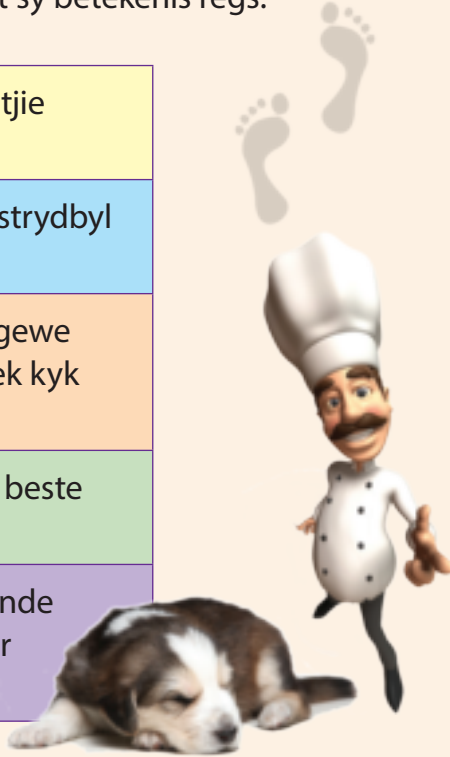 t sy betekenis regs.
tjie
strydbyl
gewe
ek kyk
beste
nde
r